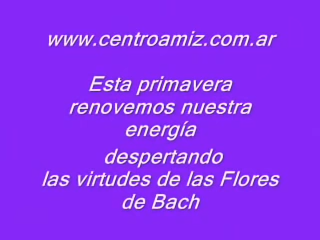 www.centroamiz.com.ar
Esta primavera
renovemos nuestra
energía
despertando
las virtudes de las Flores
de Bach